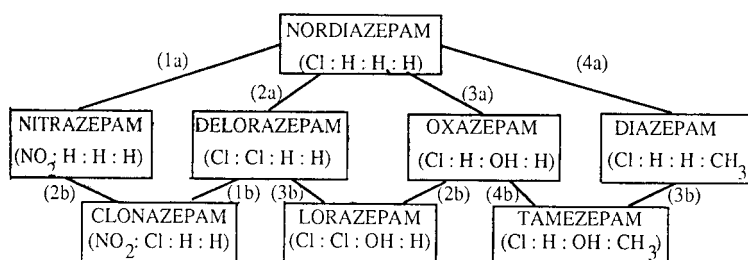 NORDIAZEPAM
(Cl : H : H : H)
(1a)
(2a)
(3a)
(4a)
NITRAZEPAM
(NO2: H : H : H)
DELORAZEPAM
(Cl : Cl : H : H)
OXAZEPAM
(Cl : H : OH : H)
DIAZEPAM
(Cl : H : H : CH3)
(2b)
(1b)
(3b)
(2b)
(4b)
(3b)
CLONAZEPAM
(NO2: Cl : H : H)
LORAZEPAM
(Cl : Cl : OH : H)
TAMEZEPAM
(Cl : H : OH : CH3)